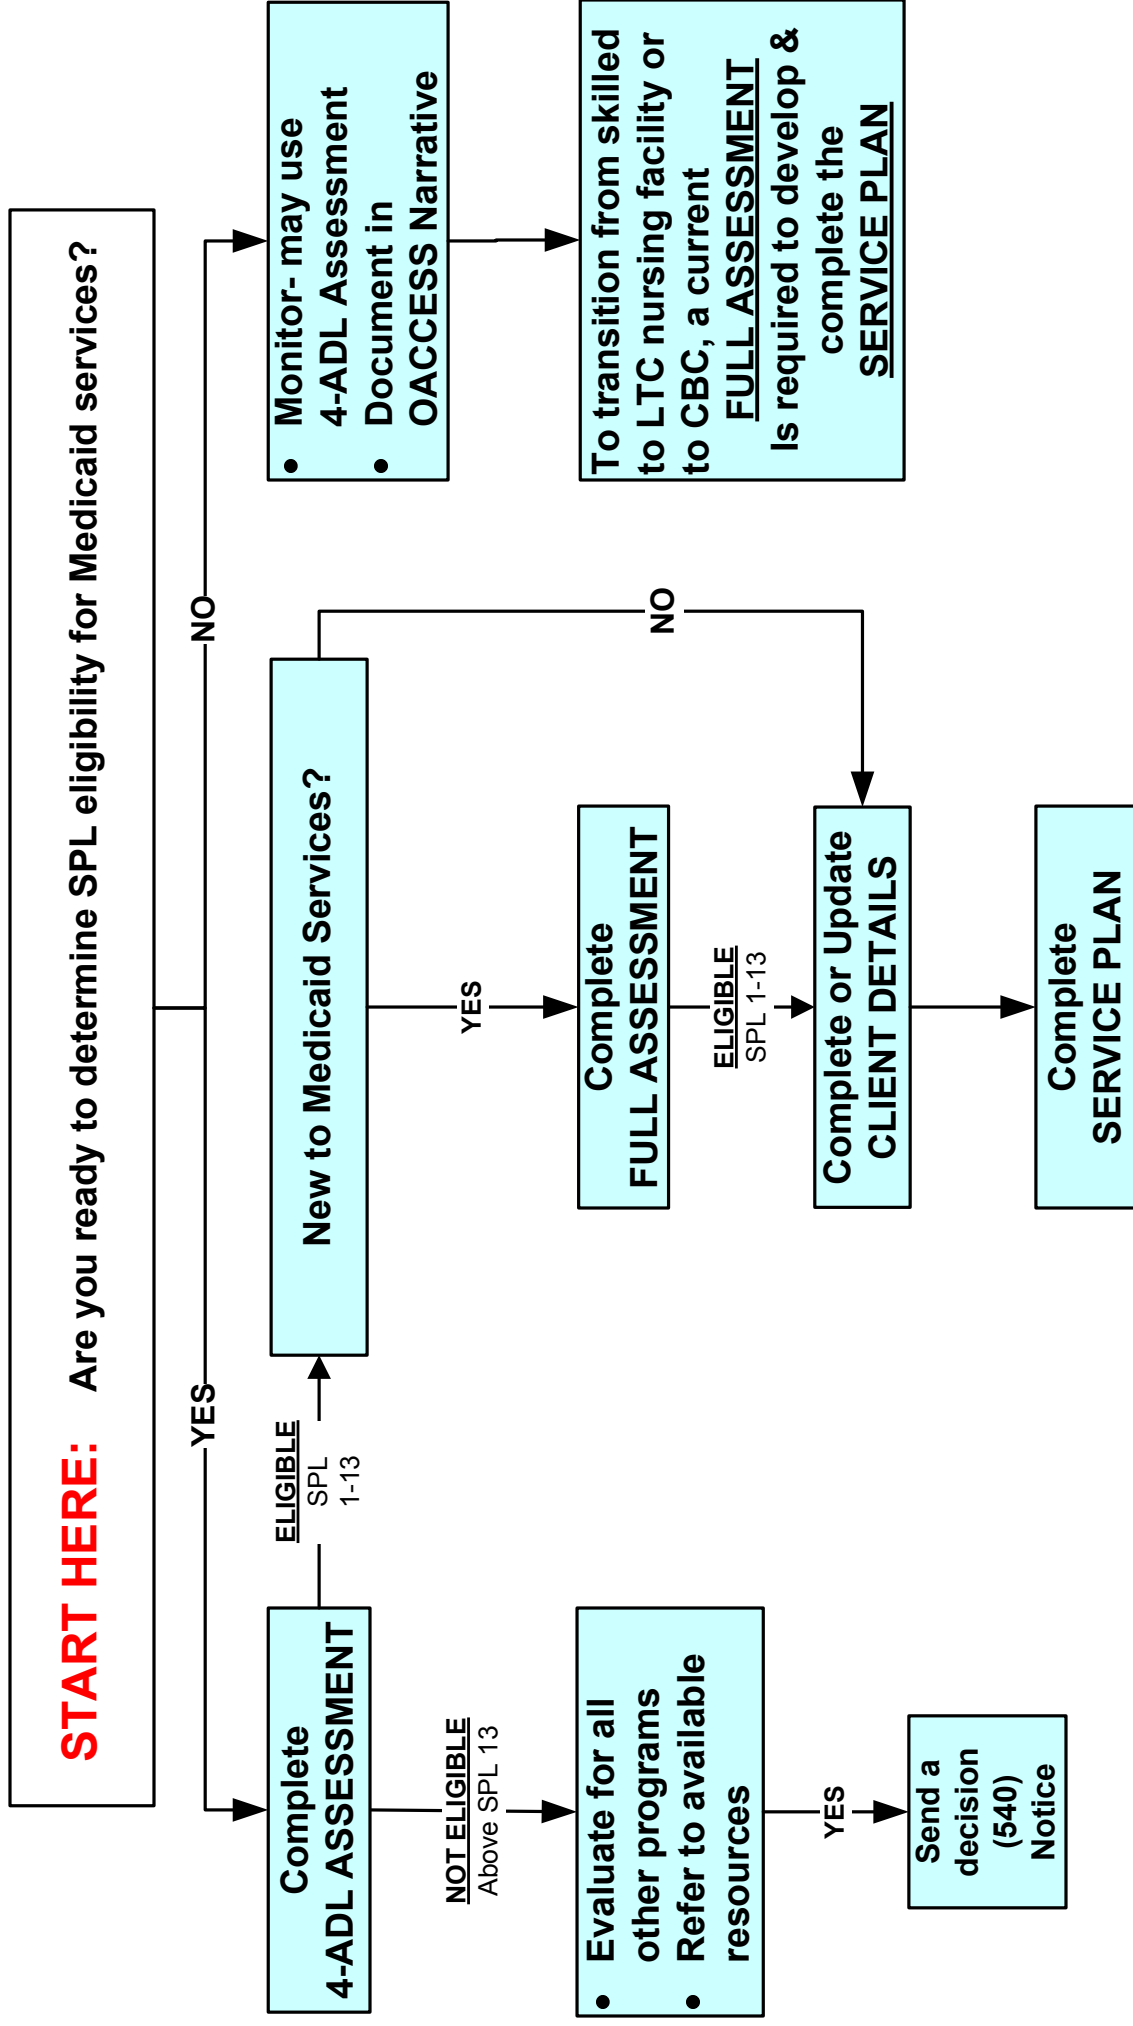 START HERE: Are you ready to determine SPL eligibility for Medicaid services?
YES
NO
Complete
4-ADL ASSESSMENT
ELIGIBLE
SPL
1-13
New to Medicaid Services?
• Monitor- may use
4-ADL Assessment
• Document in
OACCESS Narrative
NOT ELIGIBLE
Above SPL 13
YES
NO
• Evaluate for all
other programs
• Refer to available
resources
Complete
FULL ASSESSMENT
To transition from skilled
to LTC nursing facility or
to CBC, a current
FULL ASSESSMENT
Is required to develop &
complete the
SERVICE PLAN
ELIGIBLE
SPL 1-13
YES
Complete or Update
CLIENT DETAILS
Send a
decision
(540)
Notice
Complete
SERVICE PLAN